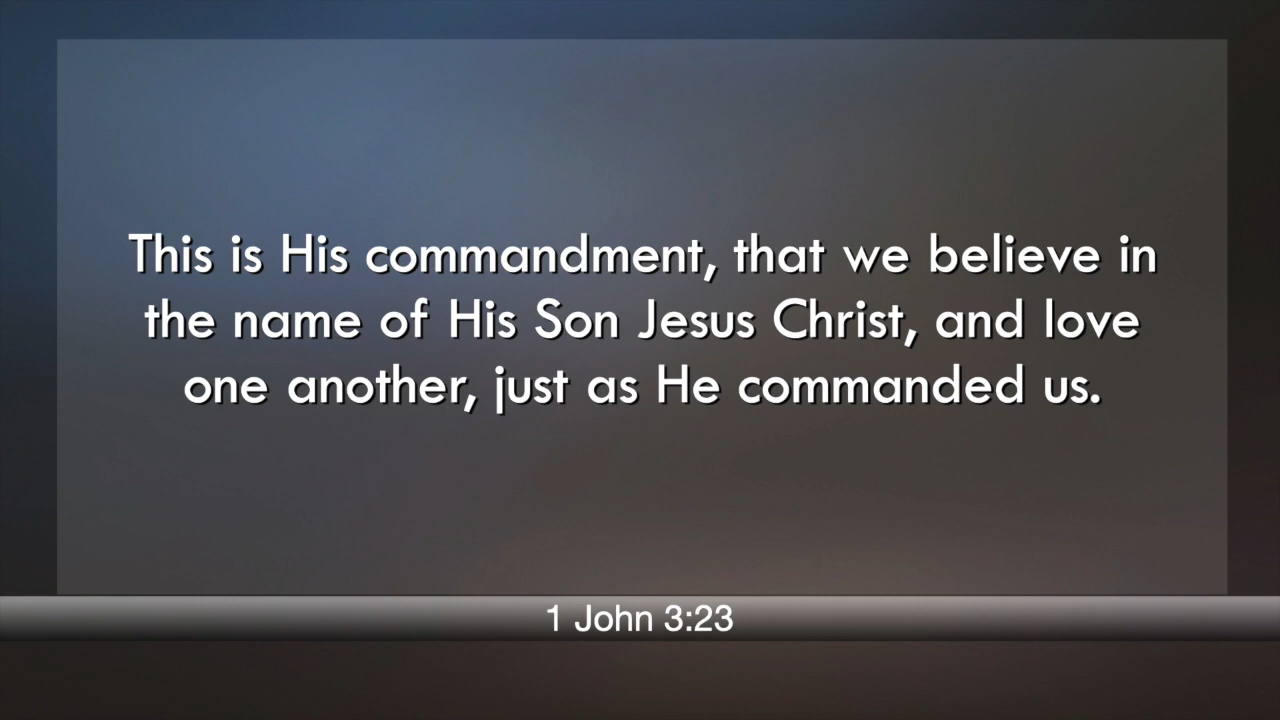 This is His commandment, that we believe in
the name of His Son Jesus Christ, and love
one another, just as He commanded us.
1 John 3:23